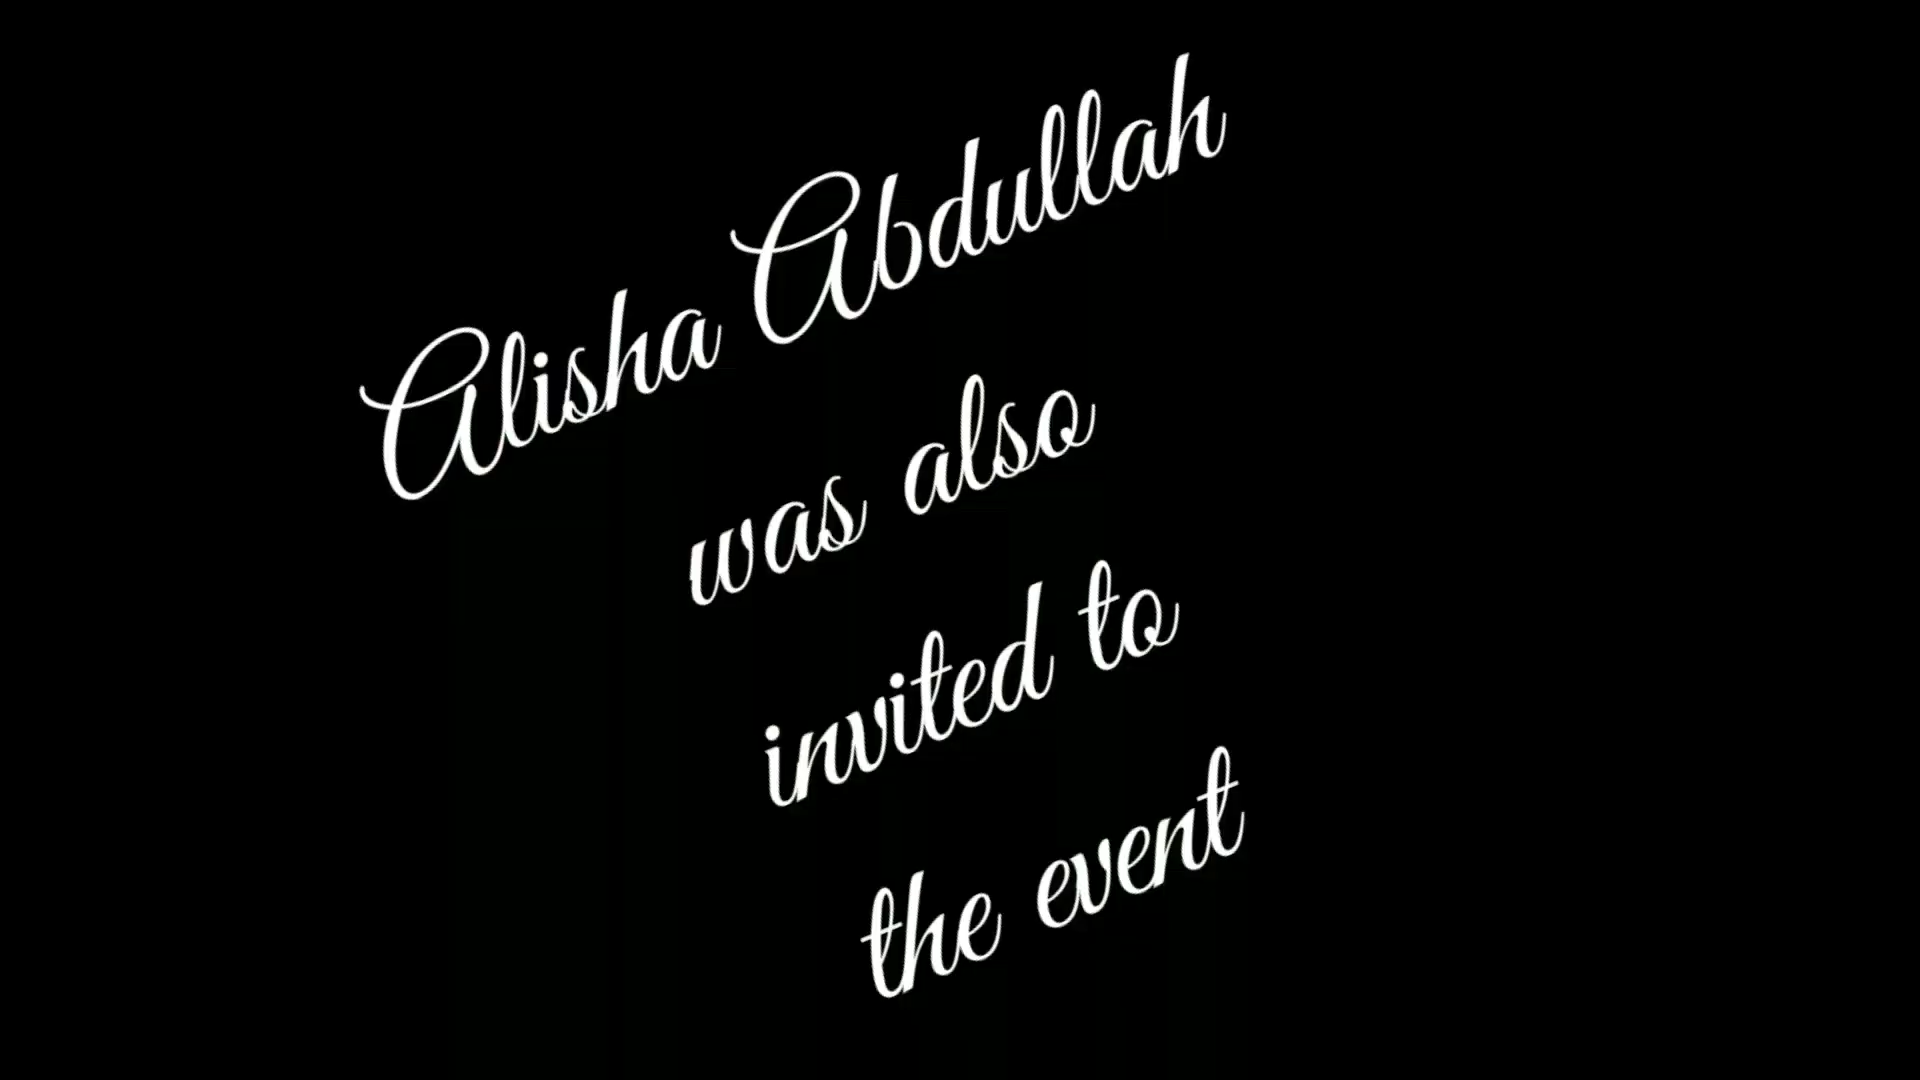 Alisha Abdullah
was also
invited to
the event